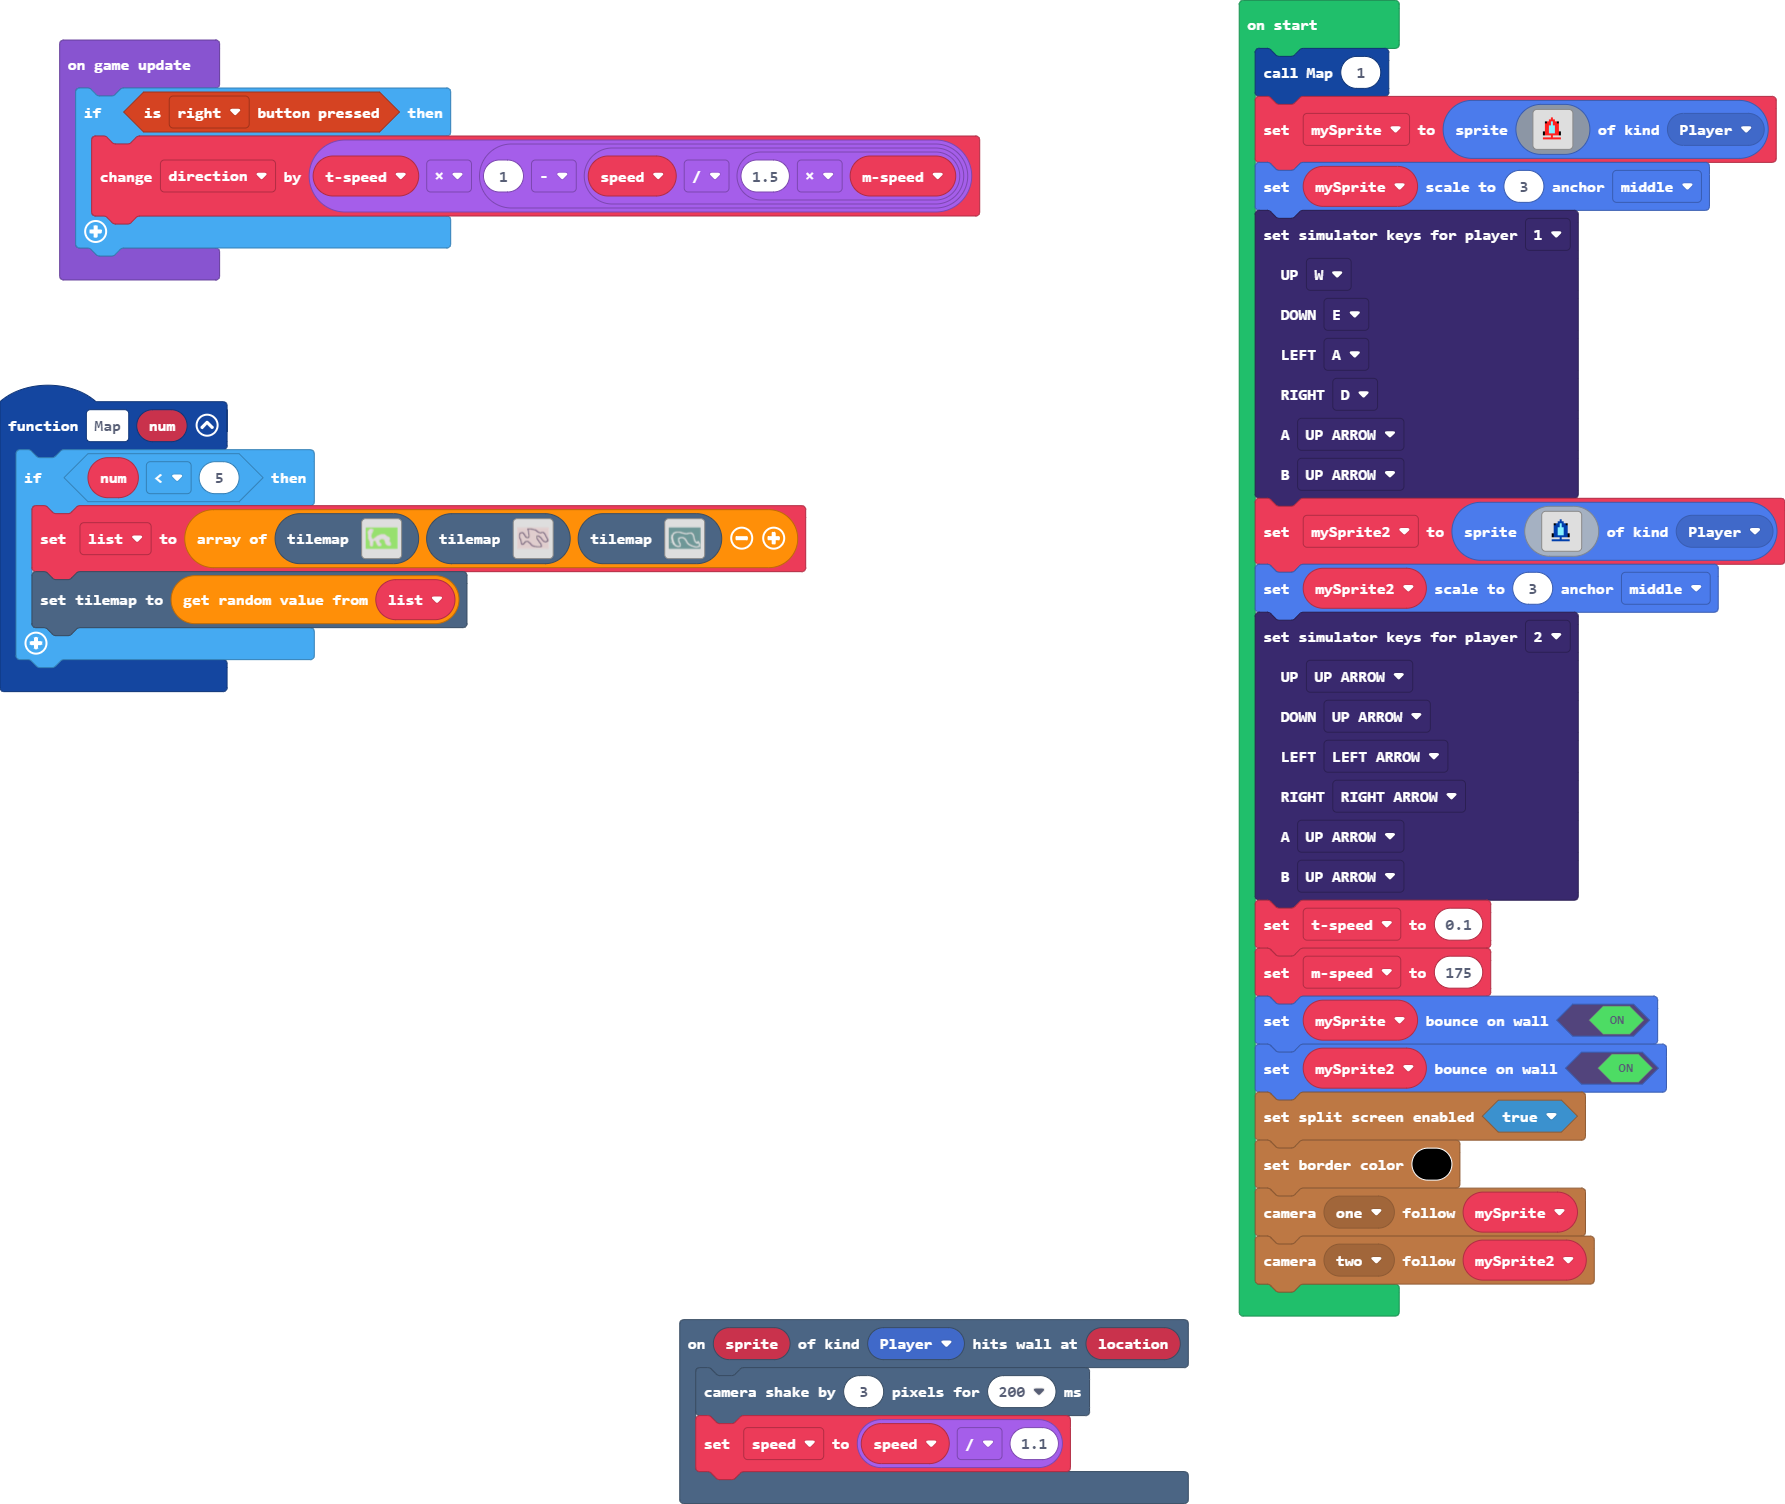 on game update
if is right button pressed then
change direction by t-speed × 1 - speed / 1.5 × m-speed
function Map num
if num < 5 then
set list to array of tilemap tilemap tilemap
set tilemap to get random value from list
on start
call Map 1
set mySprite to sprite of kind Player
set mySprite scale to 3 anchor middle
set simulator keys for player 1
UP W
DOWN E
LEFT A
RIGHT D
A UP ARROW
B UP ARROW
set mySprite2 to sprite of kind Player
set mySprite2 scale to 3 anchor middle
set simulator keys for player 2
UP UP ARROW
DOWN UP ARROW
LEFT LEFT ARROW
RIGHT RIGHT ARROW
A UP ARROW
B UP ARROW
set t-speed to 0.1
set m-speed to 175
set mySprite bounce on wall ON
set mySprite2 bounce on wall ON
set split screen enabled true
set border color
camera one follow mySprite
camera two follow mySprite2
on sprite of kind Player hits wall at location
camera shake by 3 pixels for 200 ms
set speed to speed / 1.1